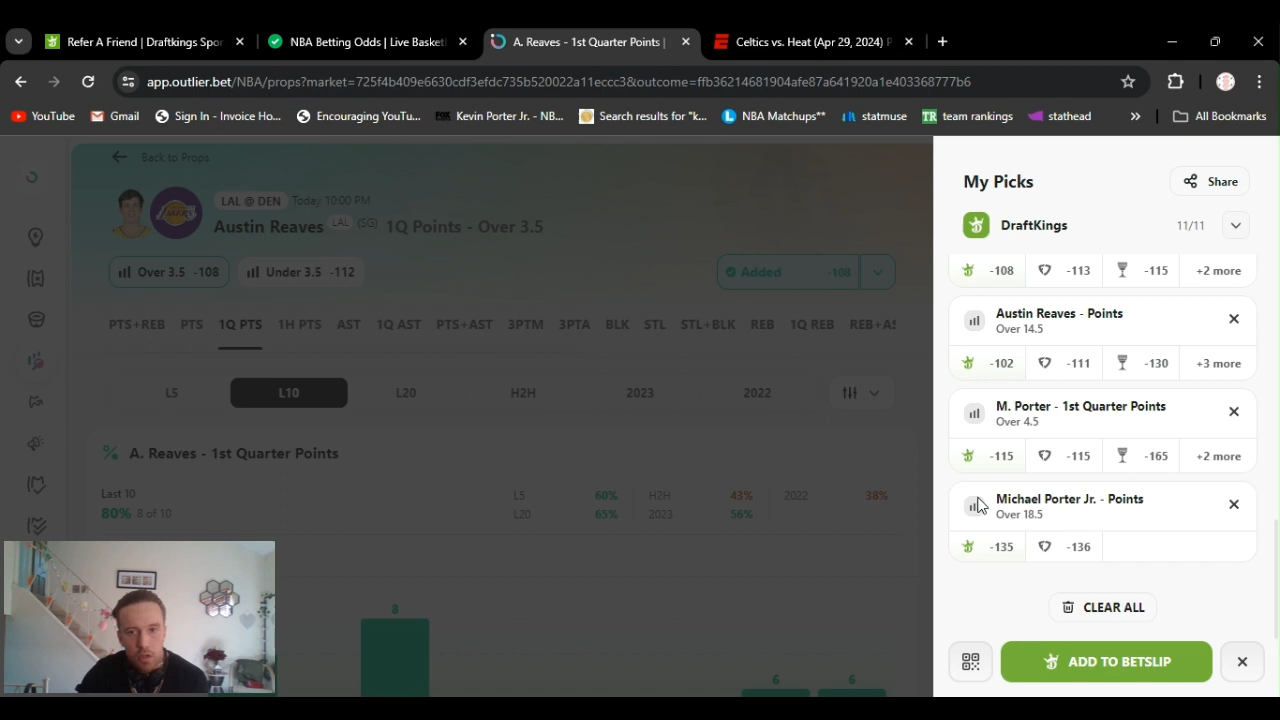 Refer A Friend | Draftkings Spor
NBA Betting Odds | Live Basket
A. Reaves - 1st Quarter Points |
Celtics vs. Heat (Apr 29, 2024) P
app.outlier.bet/NBA/props?market=725f4b409e6630cdf3efdc735b520022a11eccc3&outcome=ffb36214681904afe87a641920a1e403368777b6
YouTube
Gmail
Sign In - Invoice Ho...
Encouraging YouTu...
Kevin Porter Jr. - NB...
Search results for "k...
NBA Matchups**
statmuse
TR team rankings
stathead
All Bookmarks
Back to Props
LAL @ DEN Today 10:00 PM
Austin Reaves LAL (SG) 1Q Points - Over 3.5
Over 3.5 -108
Under 3.5 -112
Added -108
PTS+REB PTS 1Q PTS 1H PTS AST 1Q AST PTS+AST 3PTM 3PTA BLK STL STL+BLK REB 1Q REB REB+AS
L5 L10 L20 H2H 2023 2022
A. Reaves - 1st Quarter Points
Last 10
80% 8 of 10
L5 60% H2H 43% 2022 38%
L20 65% 2023 56%
8
6 6
My Picks
Share
DraftKings 11/11
-108 -113 -115 +2 more
Austin Reaves - Points
Over 14.5
-102 -111 -130 +3 more
M. Porter - 1st Quarter Points
Over 4.5
-115 -115 -165 +2 more
Michael Porter Jr. - Points
Over 18.5
-135 -136
CLEAR ALL
ADD TO BETSLIP